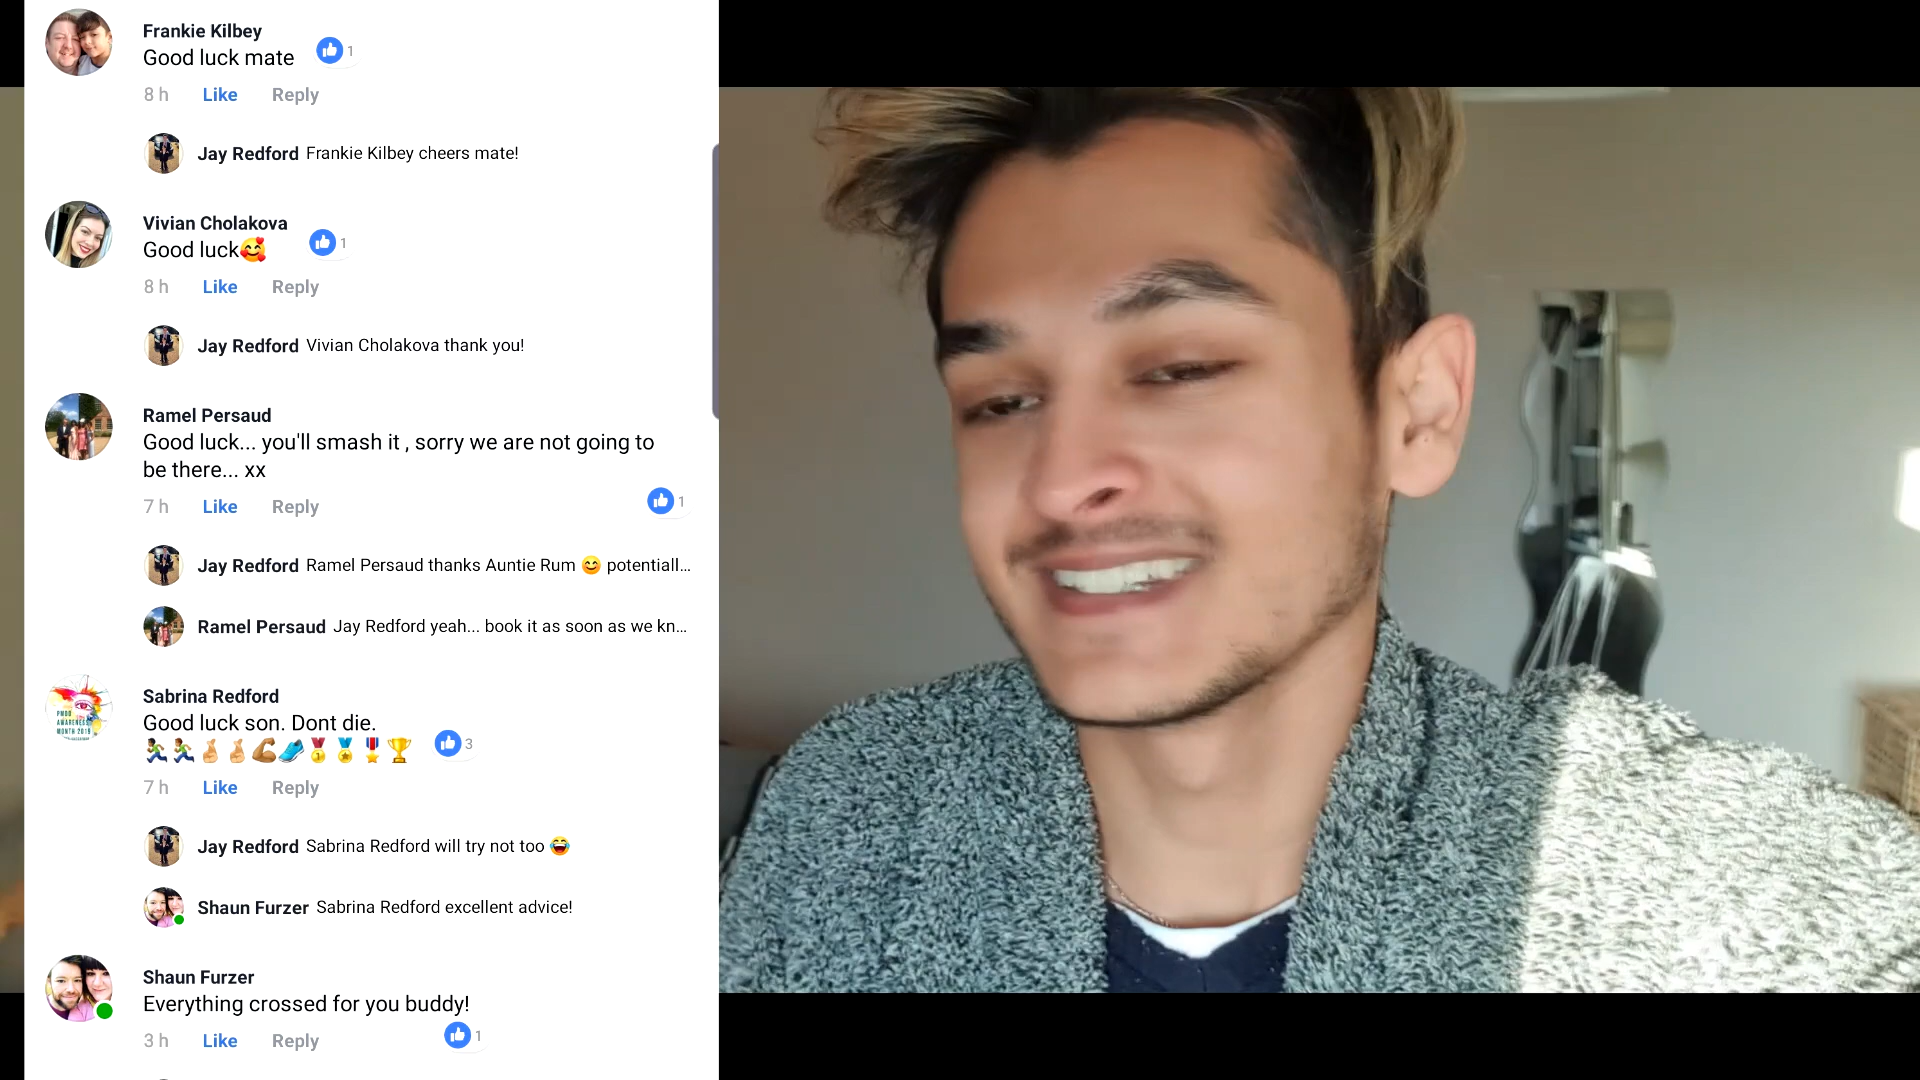 Frankie Kilbey
Good luck mate
1
8 h Like Reply
Jay Redford Frankie Kilbey cheers mate!
Vivian Cholakova
Good luck🥰
1
8 h Like Reply
Jay Redford Vivian Cholakova thank you!
Ramel Persaud
Good luck... you'll smash it , sorry we are not going to
be there... xx
7 h Like Reply
1
Jay Redford Ramel Persaud thanks Auntie Rum 😊 potentiall...
Ramel Persaud Jay Redford yeah... book it as soon as we kn...
PMDD
AWARENESS
MONTH 2019
Sabrina Redford
Good luck son. Dont die.
🏃🏃🤞🤞💪👟🥇🏅🎖🏆
3
7 h Like Reply
Jay Redford Sabrina Redford will try not too 😂
Shaun Furzer Sabrina Redford excellent advice!
Shaun Furzer
Everything crossed for you buddy!
3 h Like Reply
1